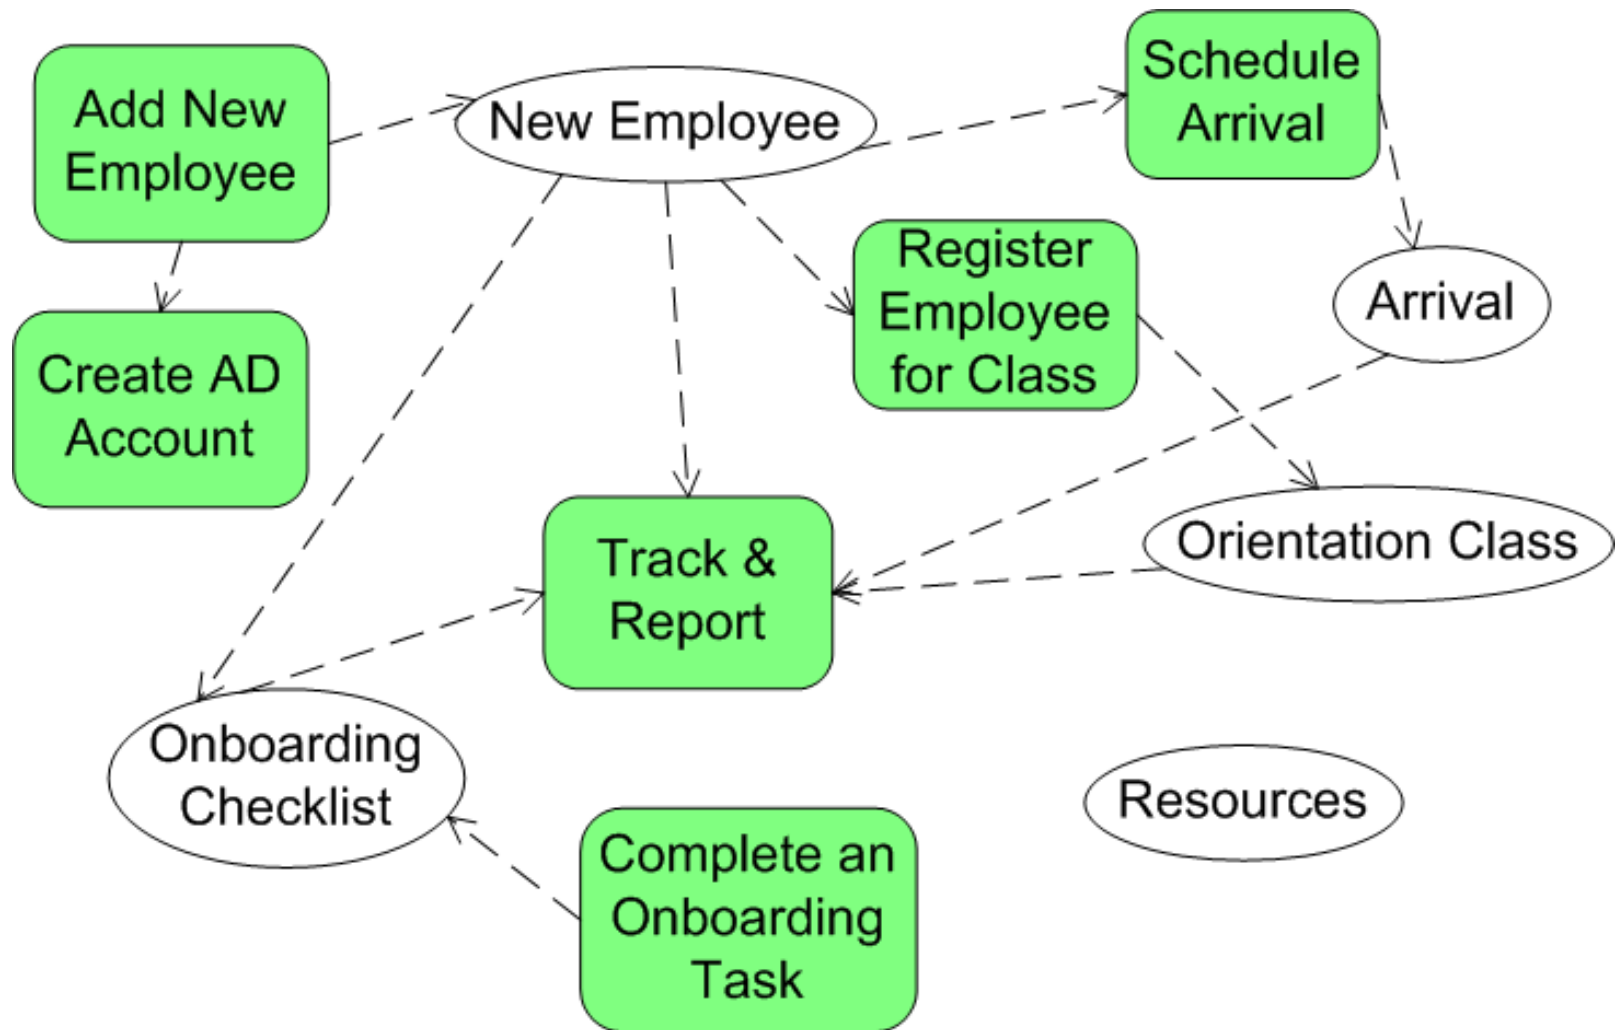 Add New
Employee
New Employee
Schedule
Arrival
Create AD
Account
Register
Employee
for Class
Arrival
Track &
Report
Orientation Class
Onboarding
Checklist
Resources
Complete an
Onboarding
Task